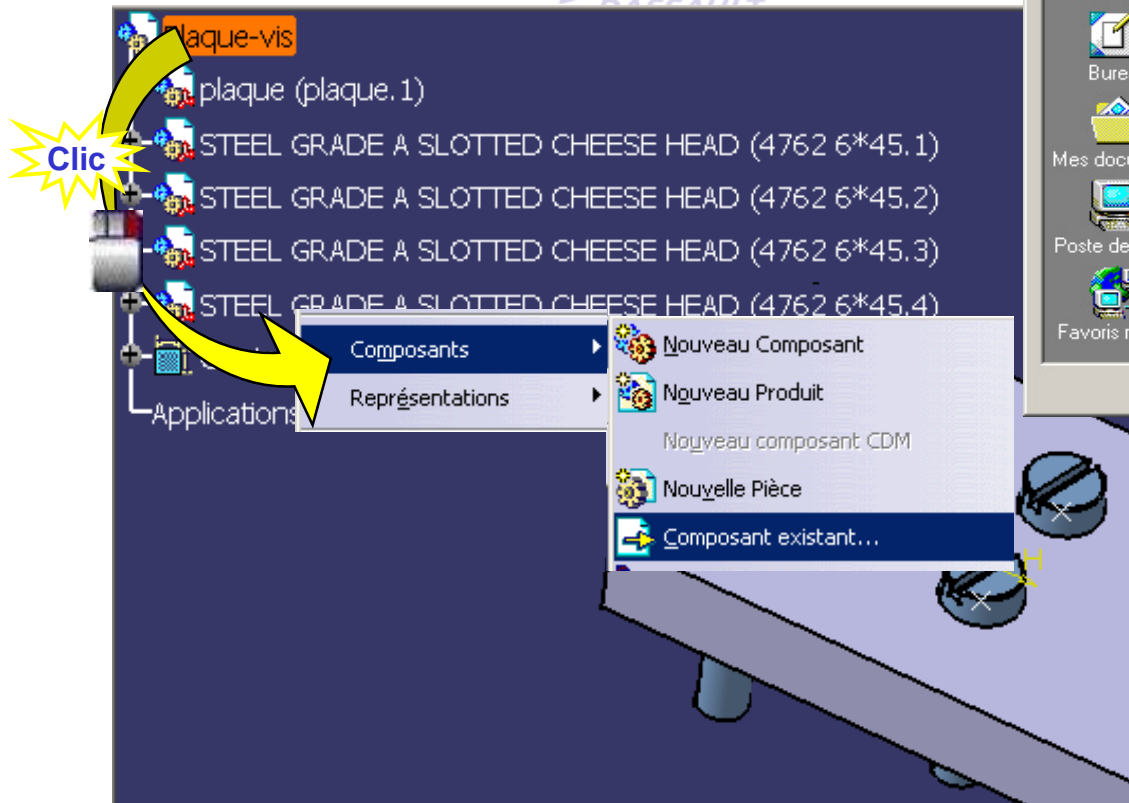 DASSAULT
Plaque-vis
plaque (plaque.1)
STEEL GRADE A SLOTTED CHEESE HEAD (4762 6*45.1)
Clic
STEEL GRADE A SLOTTED CHEESE HEAD (4762 6*45.2)
STEEL GRADE A SLOTTED CHEESE HEAD (4762 6*45.3)
STEEL GRADE A SLOTTED CHEESE HEAD (4762 6*45.4)
Applications
Composants
Représentations
Nouveau Composant
Nouveau Produit
Nouveau composant CDM
Nouvelle Pièce
Composant existant...
Bure
Mes docu
Poste de
Favoris r
H